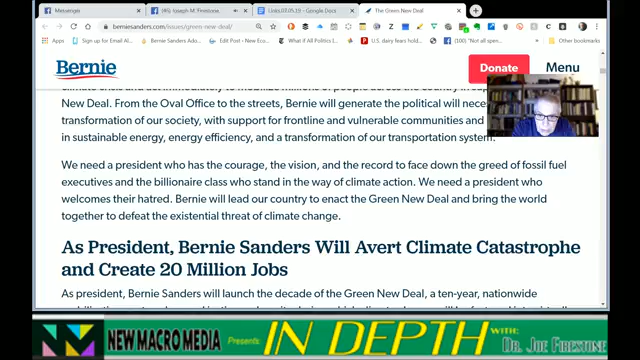 Messenger
(#6) Joseph M. Firestone
Links.03.05.19 - Google Docs
The Green New Deal
berniesanders.com/issues/green-new-deal/
Apps
Sign up for Email Al
Bernie Sanders Ado
Edit Post ‹ New Eco
What if All Politics I
U.S. dairy fears hold
(3) "Not all spen
Other bookmarks
Bernie
Donate
Menu
New Deal. From the Oval Office to the streets, Bernie will generate the political will nece
transformation of our society, with support for frontline and vulnerable communities and
in sustainable energy, energy efficiency, and a transformation of our transportation system.
We need a president who has the courage, the vision, and the record to face down the greed of fossil fuel
executives and the billionaire class who stand in the way of climate action. We need a president who
welcomes their hatred. Bernie will lead our country to enact the Green New Deal and bring the world
together to defeat the existential threat of climate change.
As President, Bernie Sanders Will Avert Climate Catastrophe
and Create 20 Million Jobs
As president, Bernie Sanders will launch the decade of the Green New Deal, a ten-year, nationwide
NEW MACRO MEDIA
Presents:
IN DEPTH
WITH:
DR. JOE FIRESTONE